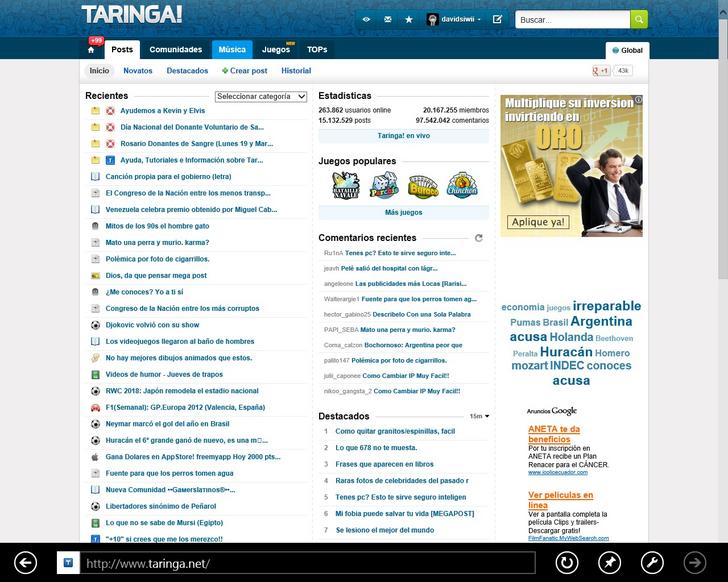 TARINGA!
davidsiwii
Buscar...
+99
Posts
Comunidades
Música
Juegos
NEW
TOPs
Global
Inicio
Novatos
Destacados
Crear post
Historial
+1
43k
Recientes
Seleccionar categoría
Ayudemos a Kevin y Elvis
Día Nacional del Donante Voluntario de Sa...
Rosario Donantes de Sangre (Lunes 19 y Mar...
Ayuda, Tutoriales e Información sobre Tar...
Canción propia para el gobierno (letra)
El Congreso de la Nación entre los menos transp...
Venezuela celebra premio obtenido por Miguel Cab...
Mitos de los 90s el hombre gato
Mato una perra y murio. karma?
Polémica por foto de cigarrillos.
Dios, da que pensar mega post
¿Me conoces? Yo a ti sí
Congreso de la Nación entre los más corruptos
Djokovic volvió con su show
Los videojuegos llegaron al baño de hombres
No hay mejores dibujos animados que estos.
Videos de humor - Jueves de trapos
RWC 2018: Japón remodela el estadio nacional
F1(Semanal): GP.Europe 2012 (Valencia, España)
Neymar marcó el gol del año en Brasil
Huracán el 6º grande ganó de nuevo, es una m...
Gana Dolares en AppStore! freemyapp Hoy 2000 pts...
Fuente para que los perros tomen agua
Nueva Comunidad ••Gamerslatinos®••...
Libertadores sinónimo de Peñarol
Lo que no se sabe de Mursi (Egipto)
"+10" si crees que me los merezco!!
Estadísticas
263.862 usuarios online 20.167.255 miembros
15.132.529 posts 97.542.042 comentarios
Taringa! en vivo
Juegos populares
BATALLE NAVALE
Parcois
Burako
Chinchon
Más juegos
Comentarios recientes
Ru1nA Tenes pc? Esto te sirve seguro inte...
jeavh Pelé salió del hospital con lágr...
angeleone Las publicidades más Locas [Rarisi...
Walterargie1 Fuente para que los perros tomen ag...
hector_gabino25 Describelo Con una Sola Palabra
PAPI_SEBA Mato una perra y murio. karma?
Coma_calzon Bochornoso: Argentina peor que
palito147 Polémica por foto de cigarrillos.
julii_caponee Como Cambiar IP Muy Facil!!
nikoo_gangsta_2 Como Cambiar IP Muy Facil!!
Destacados
15m
1 Como quitar granitos/espinillas, facil
2 Lo que 678 no te muestra.
3 Frases que aparecen en libros
4 Raras fotos de celebridades del pasado r
5 Tenes pc? Esto te sirve seguro inteligen
6 Mi fobia puede salvar tu vida [MEGAPOST]
7 Se lesiono el mejor del mundo
Multiplique su inversión
invirtiendo en
ORO
Aplique ya!
economia juegos irreparable
Pumas Brasil Argentina
acusa Holanda Beethoven
Peralta Huracán Homero
mozart INDEC conoces
acusa
Anuncios Google
ANETA te da
beneficios
Por tu inscripción en
ANETA recibe un Plan
Renacer para el CÁNCER.
www.icolicecuador.com
Ver películas en
línea
Ver a pantalla completa la
película Clips y trailers-
Descargar gratis!
FilmFanatic.MyWebSearch.com
http://www.taringa.net/